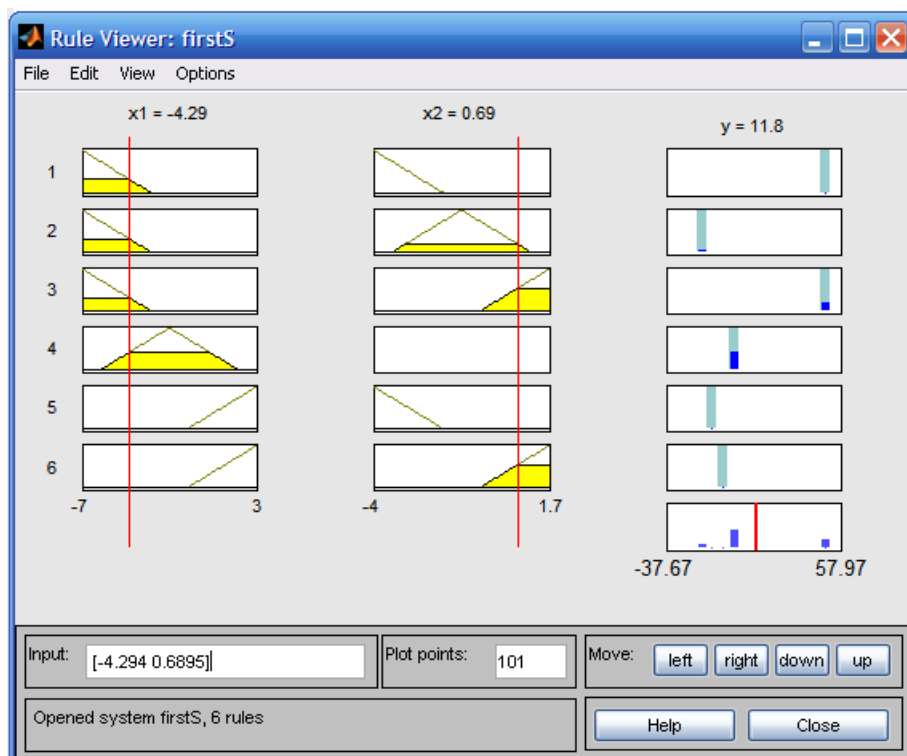 Rule Viewer: firstS
File Edit View Options
x1 = -4.29 x2 = 0.69 y = 11.8
1
2
3
4
5
6
-7 3 -4 1.7
-37.67 57.97
Input: [-4.294 0.6895] Plot points: 101 Move: left right down up
Opened system firstS, 6 rules Help Close